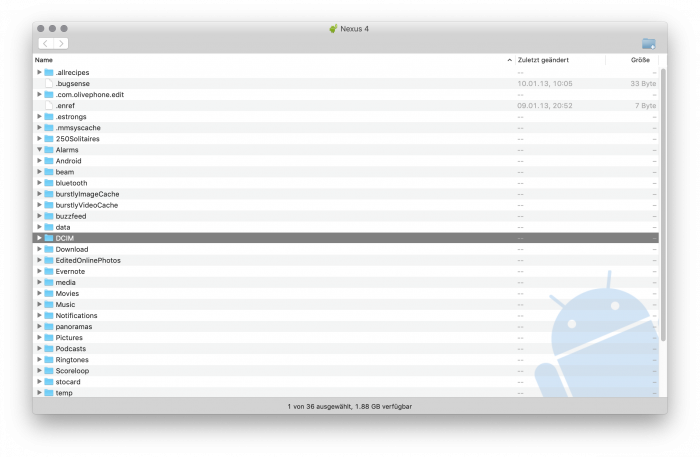 Nexus 4
Name Zuletzt geändert Größe
.allrecipes -- --
.bugsense 10.01.13, 10:05 33 Byte
.com.olivephone.edit -- --
.enref 09.01.13, 20:52 7 Byte
.estrongs -- --
.mmsyscache -- --
250Solitaires -- --
Alarms -- --
Android -- --
beam -- --
bluetooth -- --
burstlyImageCache -- --
burstlyVideoCache -- --
buzzfeed -- --
data -- --
DCIM -- --
Download -- --
EditedOnlinePhotos -- --
Evernote -- --
media -- --
Movies -- --
Music -- --
Notifications -- --
panoramas -- --
Pictures -- --
Podcasts -- --
Ringtones -- --
Scoreloop -- --
stocard -- --
temp -- --
1 von 36 ausgewählt, 1.88 GB verfügbar